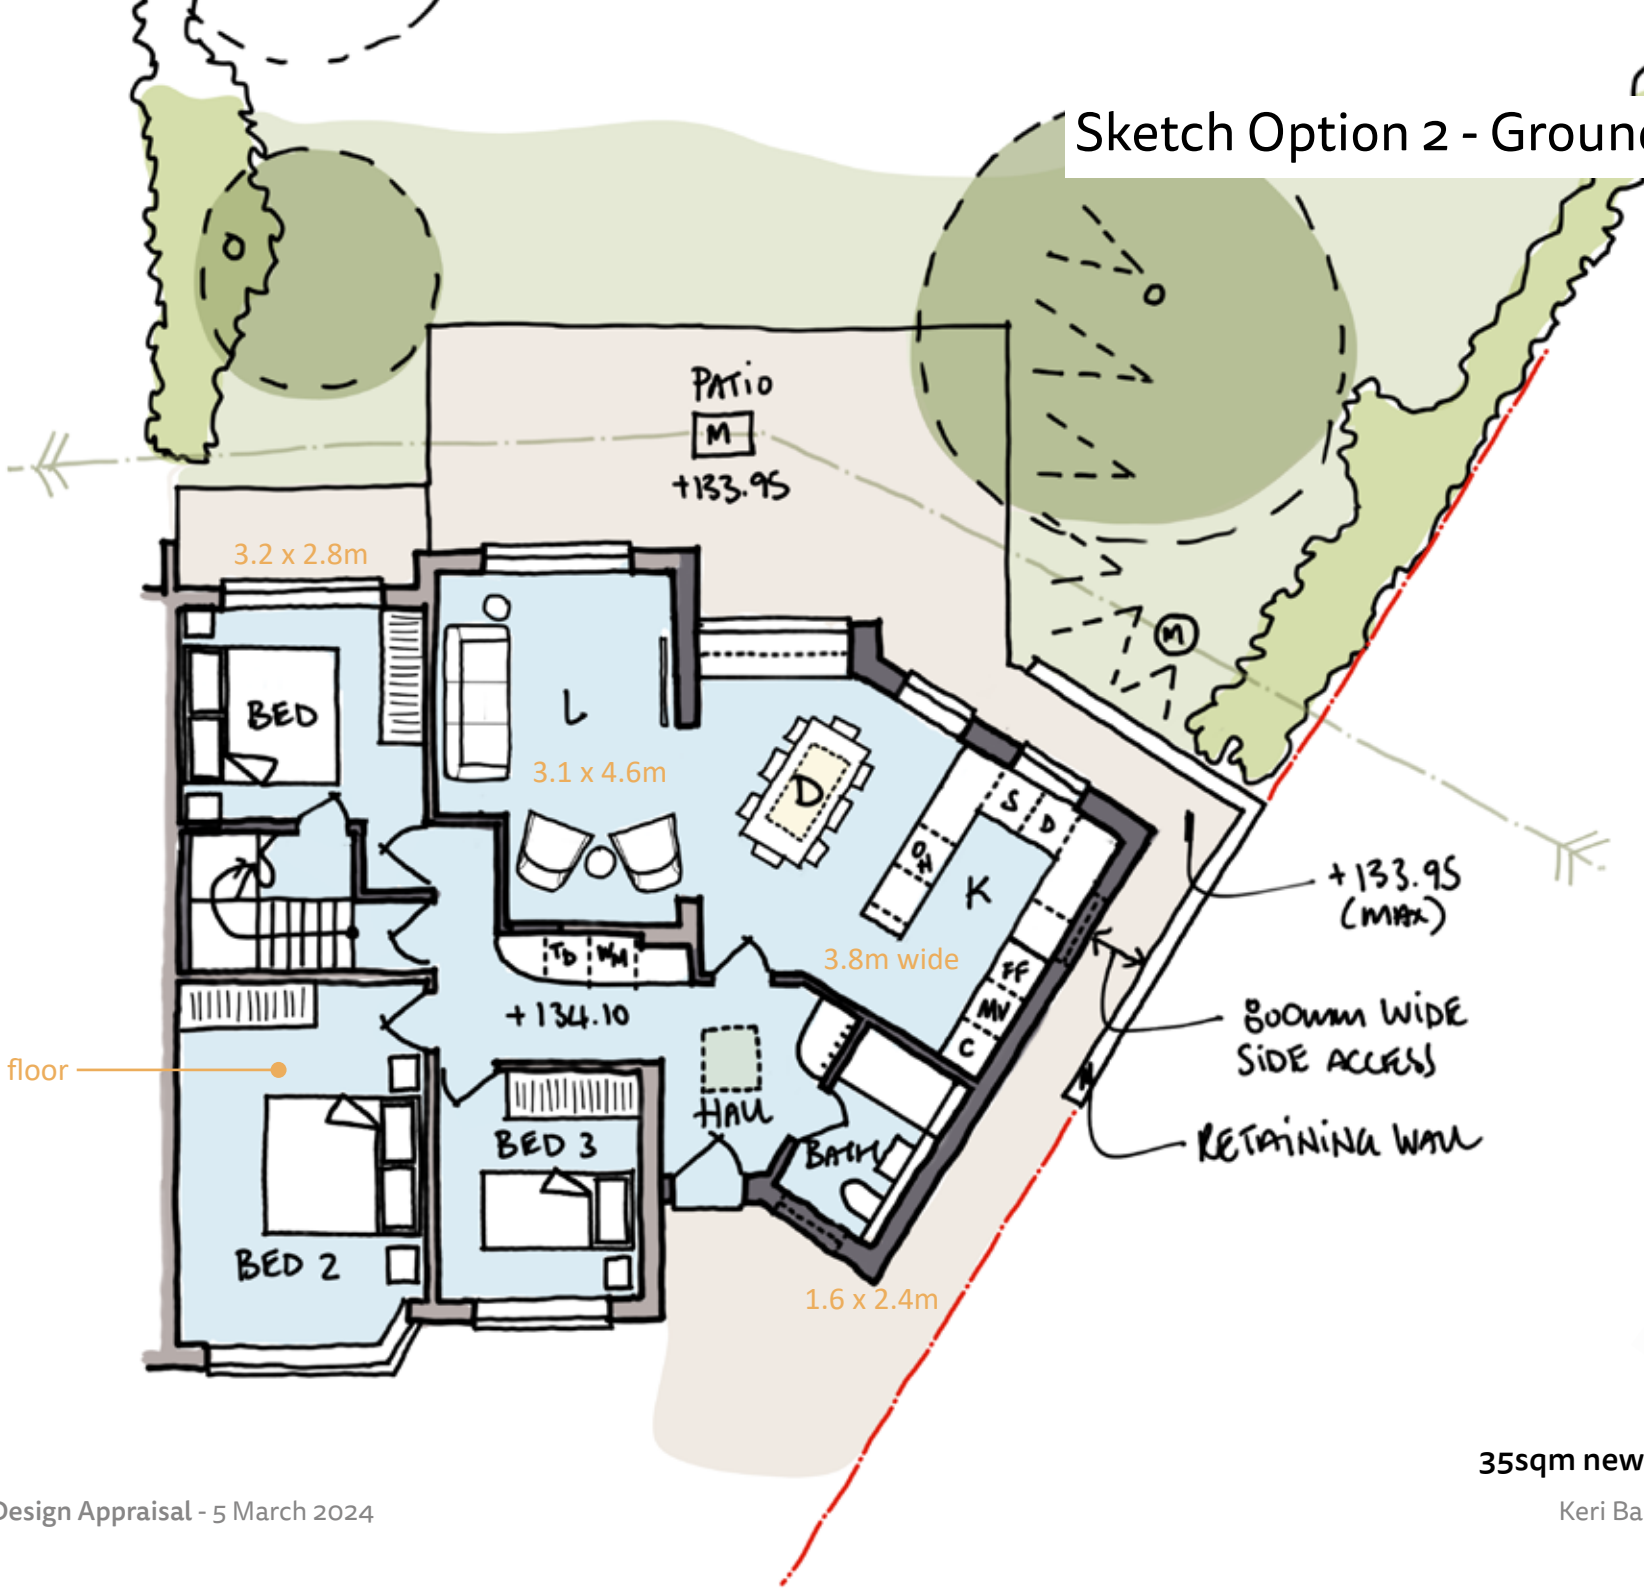 Sketch Option 2 - Ground
PATIO
M
+133.95
3.2 x 2.8m
M
BED
L
3.1 x 4.6m
D
S
D
OH
K
+133.95
(MAX)
3.8m wide
TD WM
FF
MW
C
+134.10
800mm WIDE
SIDE ACCESS
floor
HALL
BED 3
BATH
RETAINING WALL
BED 2
1.6 x 2.4m
35sqm new
Design Appraisal - 5 March 2024
Keri Ba